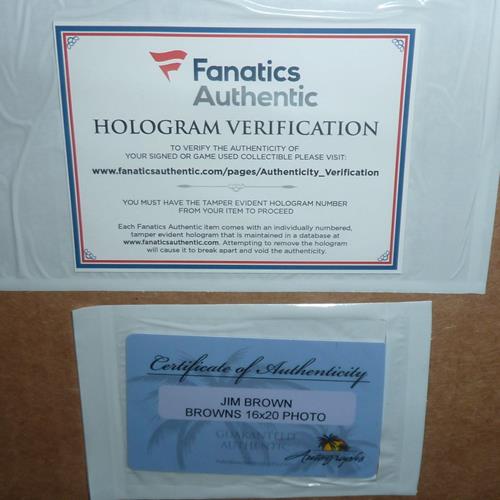 Fanatics
Authentic
HOLOGRAM VERIFICATION
TO VERIFY THE AUTHENTICITY OF
YOUR SIGNED OR GAME USED COLLECTIBLE PLEASE VISIT:
www.fanaticsauthentic.com/pages/Authenticity_Verification
YOU MUST HAVE THE TAMPER EVIDENT HOLOGRAM NUMBER
FROM YOUR ITEM TO PROCEED
Each Fanatics Authentic item comes with an individually numbered,
tamper evident hologram that is maintained in a database at
www.fanaticsauthentic.com. Attempting to remove the hologram
will cause it to break apart and void the authenticity.
Certificate of Authenticity
JIM BROWN
BROWNS 16x20 PHOTO
GUARANTEED
AUTHENTIC
Autographs